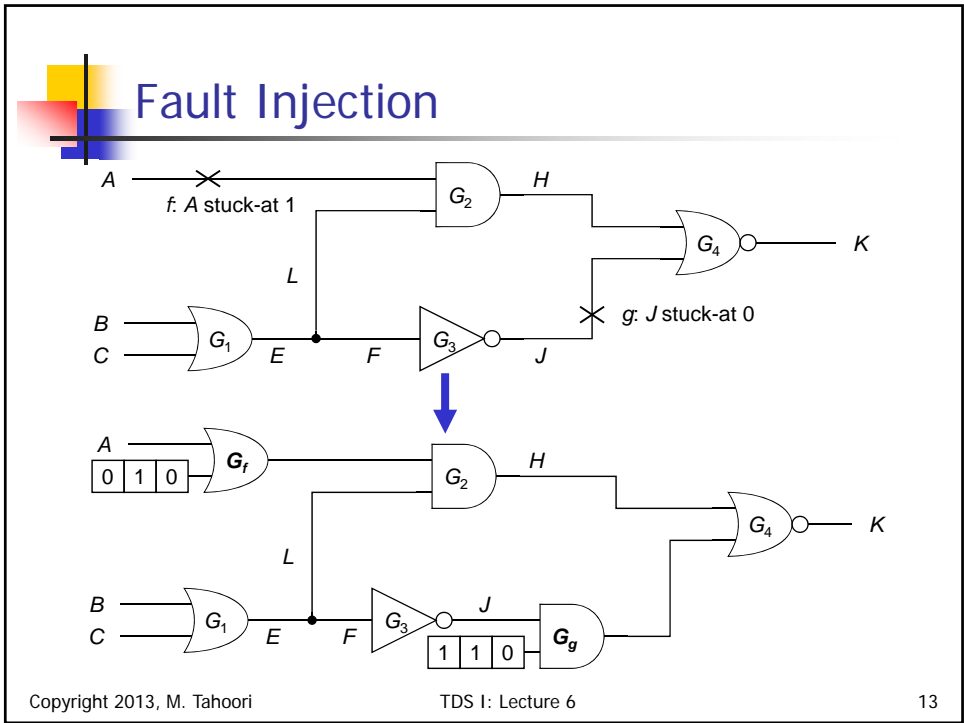 Fault Injection
A
f: A stuck-at 1
G2
H
G4
K
L
g: J stuck-at 0
B
C
G1
E
F
G3
J
A
0 1 0
Gf
G2
H
G4
K
L
B
C
G1
E
F
G3
J
1 1 0
Gg
Copyright 2013, M. Tahoori TDS I: Lecture 6 13